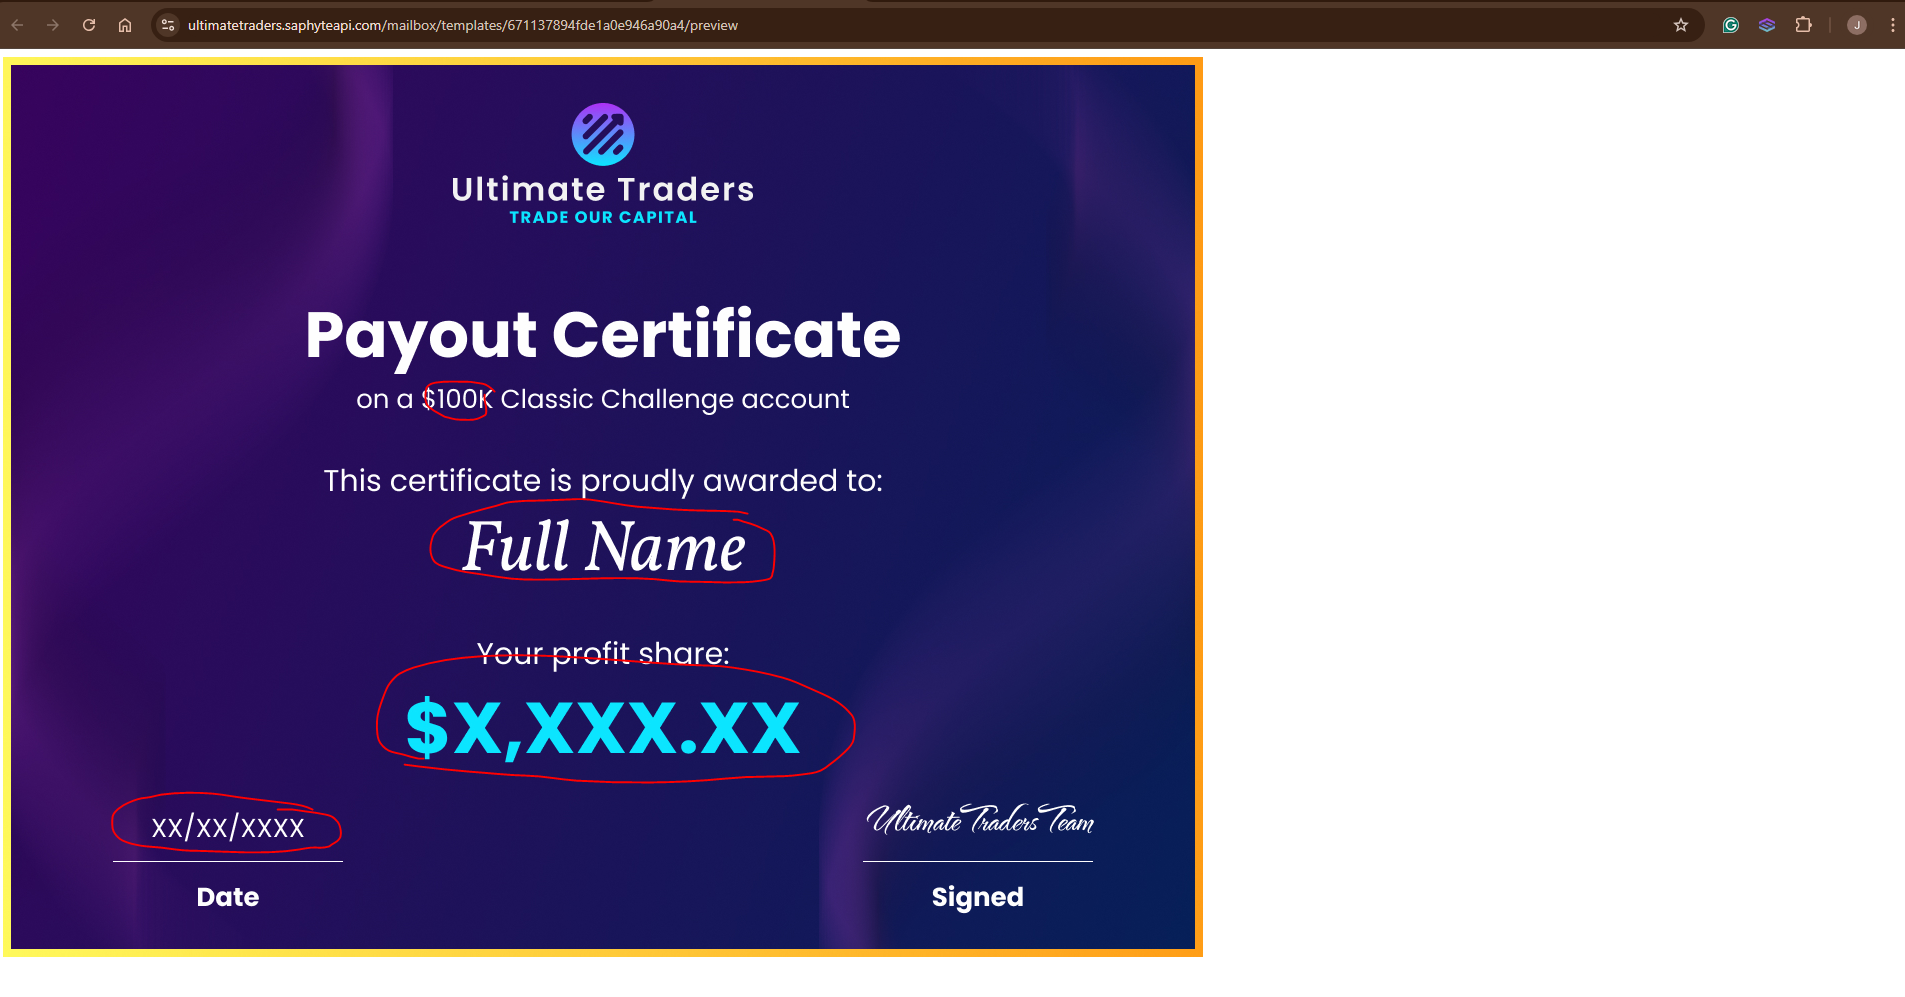 ultimatetraders.saphyteapi.com/mailbox/templates/671137894fde1a0e946a90a4/preview
J
Ultimate Traders
TRADE OUR CAPITAL
Payout Certificate
on a $100K Classic Challenge account
This certificate is proudly awarded to:
Full Name
Your profit share:
$X,XXX.XX
XX/XX/XXXX
Ultimate Traders Team
Date
Signed